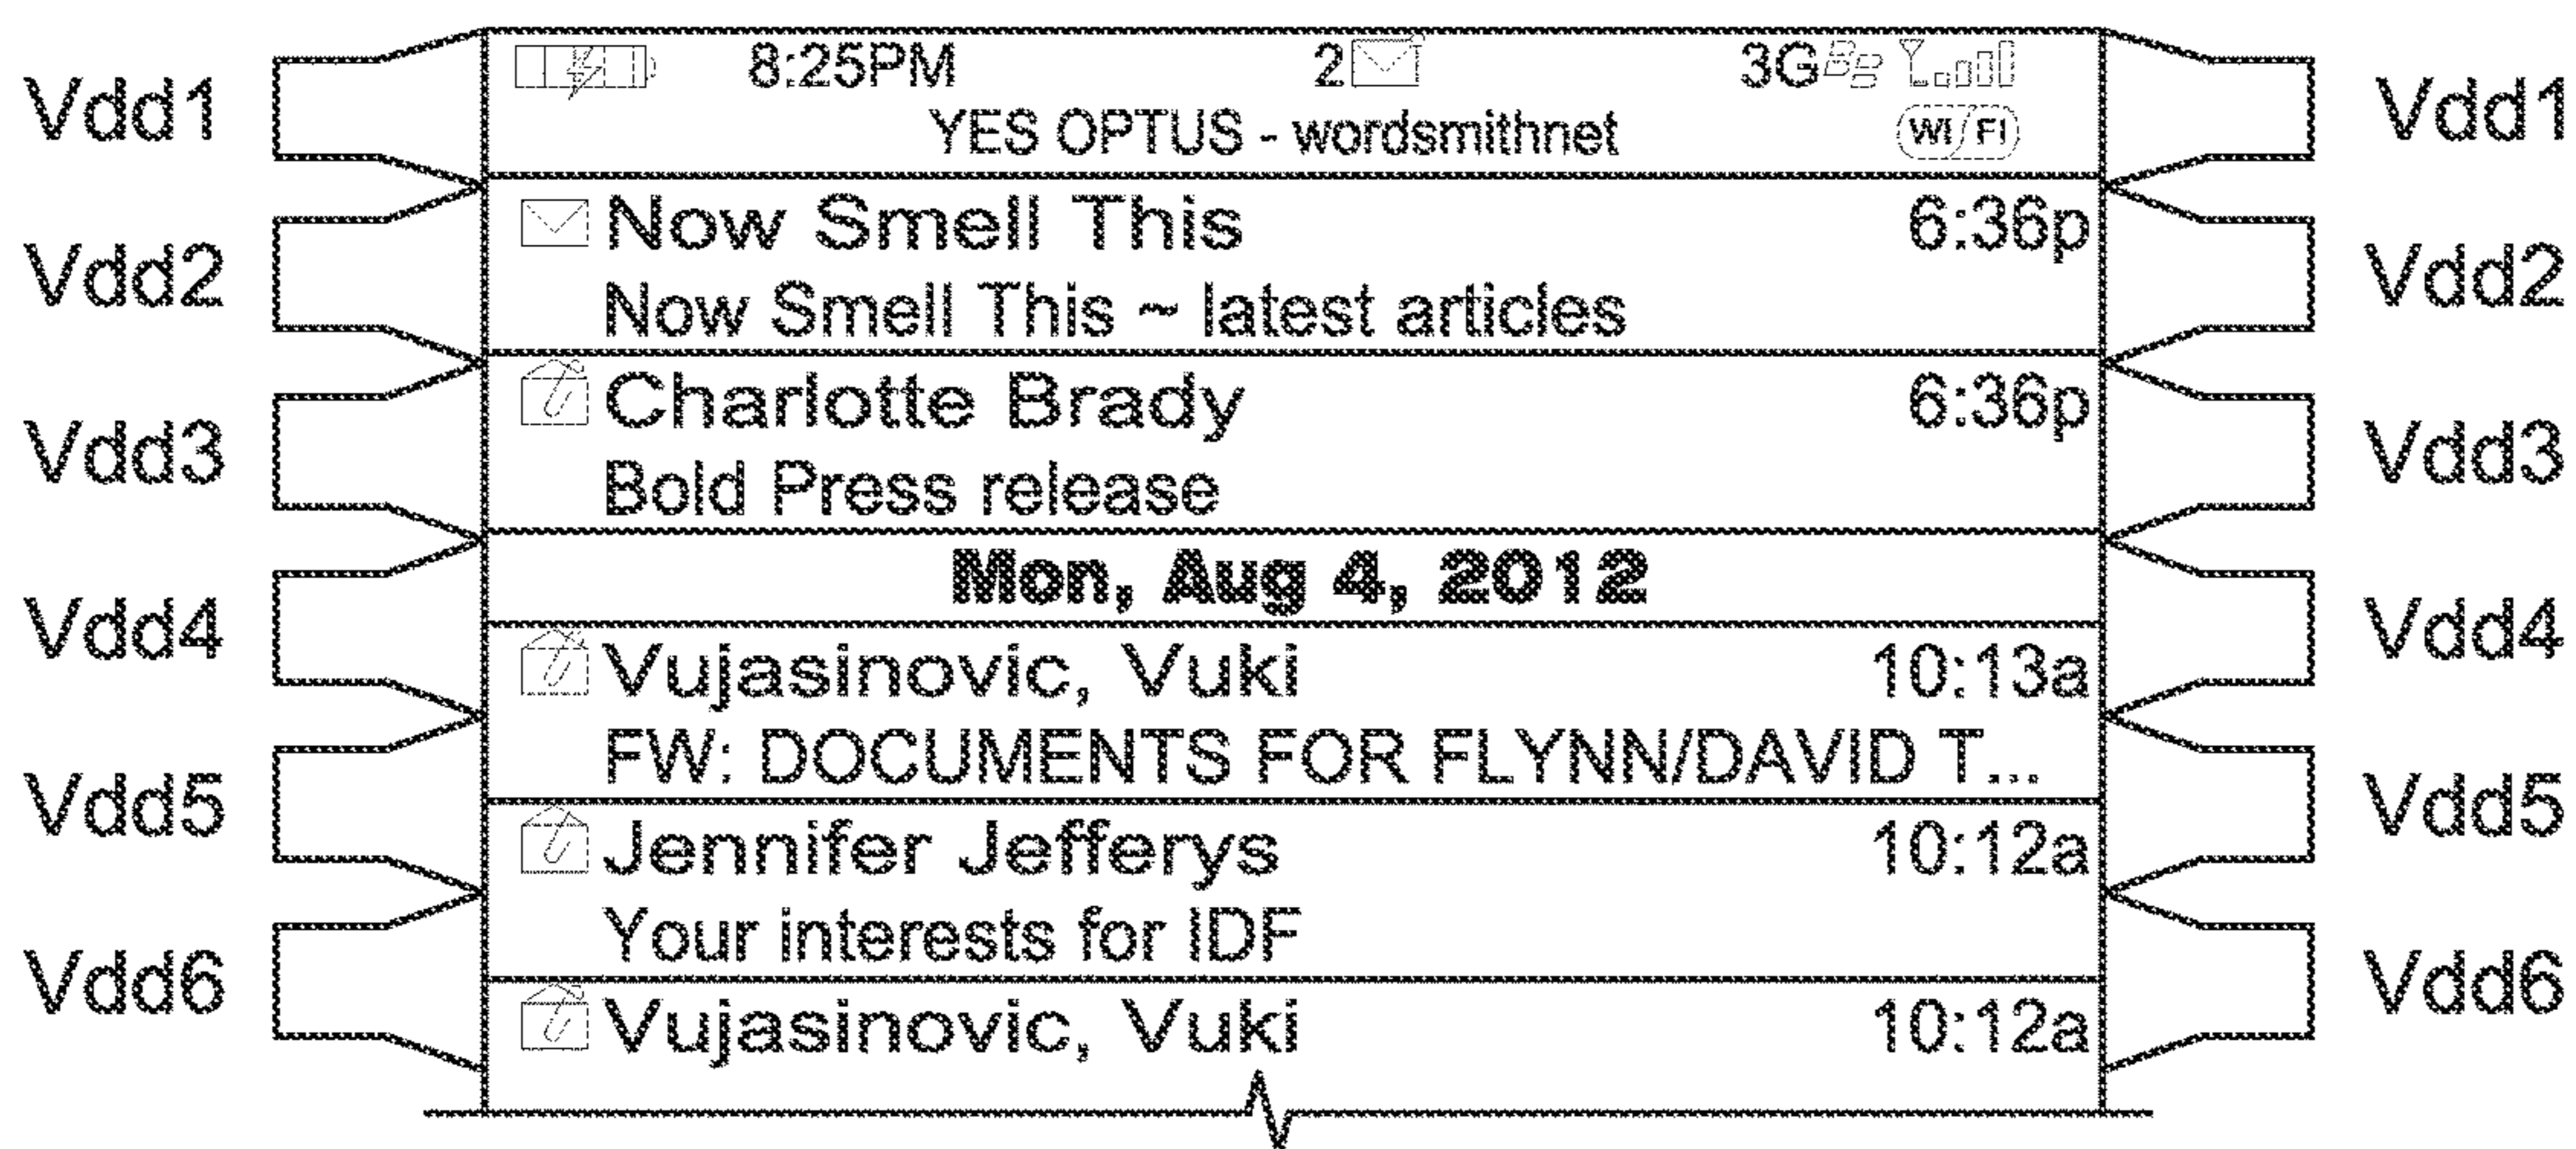 Vdd1 8:25PM 2 3G Vdd1
YES OPTUS - wordsmithnet WI/FI
Vdd2 Now Smell This 6:36p Vdd2
Now Smell This ~ latest articles
Vdd3 Charlotte Brady 6:36p Vdd3
Bold Press release
Mon, Aug 4, 2012
Vdd4 Vujasinovic, Vuki 10:13a Vdd4
FW: DOCUMENTS FOR FLYNN/DAVID T...
Vdd5 Jennifer Jefferys 10:12a Vdd5
Your interests for IDF
Vdd6 Vujasinovic, Vuki 10:12a Vdd6